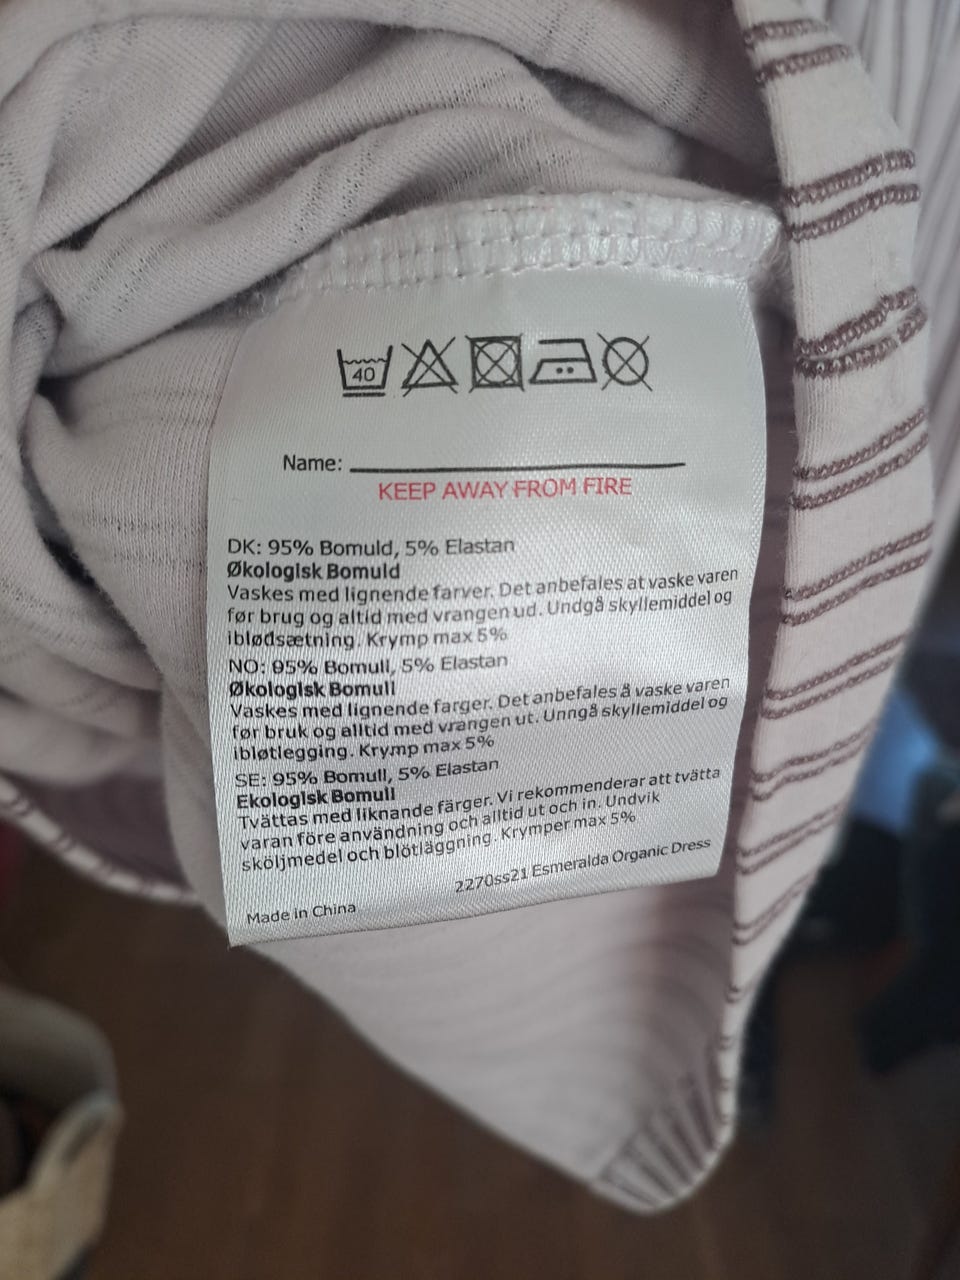 40
Name:
KEEP AWAY FROM FIRE
DK: 95% Bomuld, 5% Elastan
Økologisk Bomuld
Vaskes med lignende farver. Det anbefales at vaske varen
før brug og altid med vrangen ud. Undgå skyllemiddel og
iblødsætning. Krymp max 5%
NO: 95% Bomull, 5% Elastan
Økologisk Bomull
Vaskes med lignende farger. Det anbefales å vaske varen
før bruk og alltid med vrangen ut. Unngå skyllemiddel og
ibløtlegging. Krymp max 5%
SE: 95% Bomull, 5% Elastan
Ekologisk Bomull
Tvättas med liknande färger. Vi rekommenderar att tvätta
varan före användning och alltid ut och in. Undvik
sköljmedel och blötläggning. Krymper max 5%
2270ss21 Esmeralda Organic Dress
Made in China